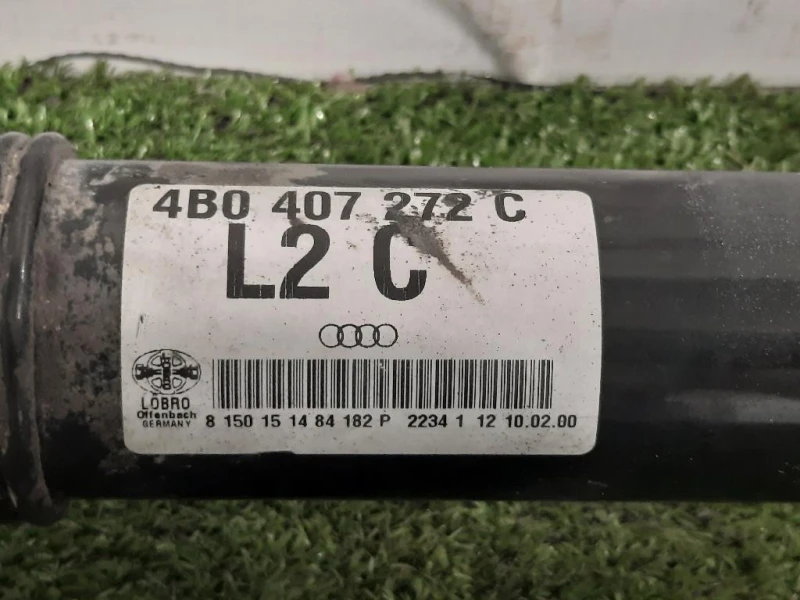 4B0 407 272 C
L2 C
LÖBRO
Offenbach
GERMANY
8 150 15 14 84 182 P 2234 1 12 10.02.00